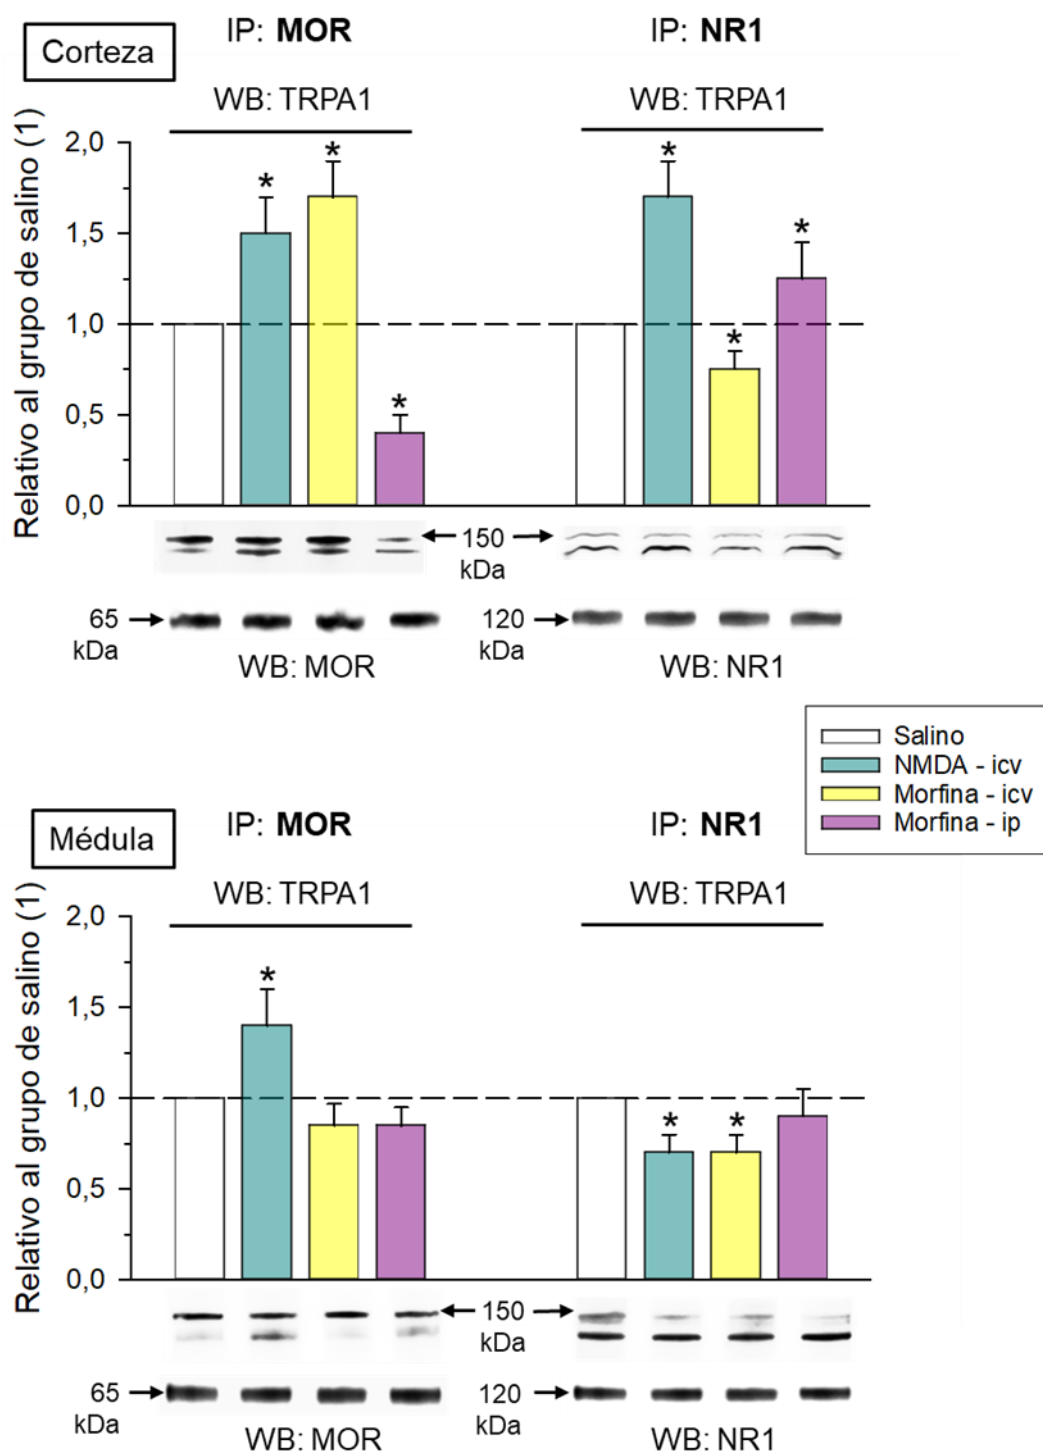 Corteza
IP: MOR
IP: NR1
WB: TRPA1
WB: TRPA1
Relativo al grupo de salino (1)
2,0
1,5
1,0
0,5
0,0
* * *
* * *
150
kDa
65
kDa
120
kDa
WB: MOR
WB: NR1
Salino
NMDA - icv
Morfina - icv
Morfina - ip
Médula
IP: MOR
IP: NR1
WB: TRPA1
WB: TRPA1
Relativo al grupo de salino (1)
2,0
1,5
1,0
0,5
0,0
*
* *
150
kDa
65
kDa
120
kDa
WB: MOR
WB: NR1